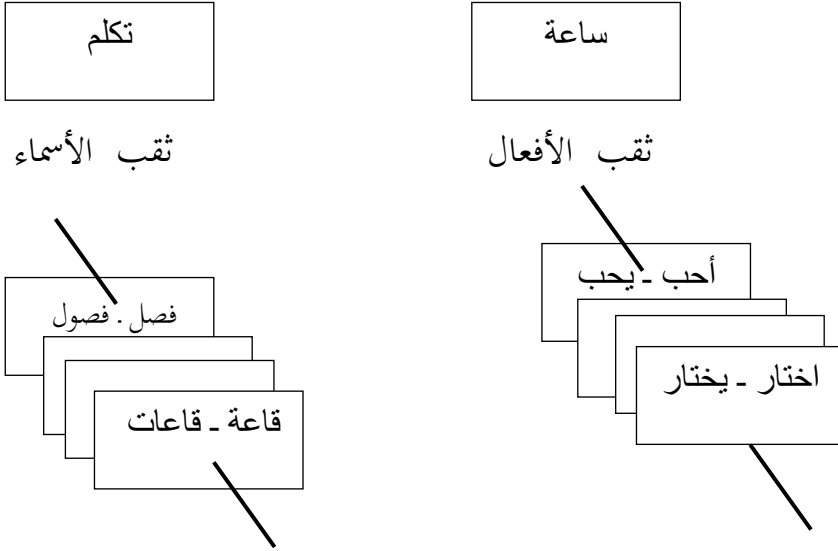 ساعة
تكلم
ثقب الأفعال
ثقب الأسماء
أحب ـ يحب
فصل ـ فصول
اختار ـ يختار
قاعة ـ قاعات